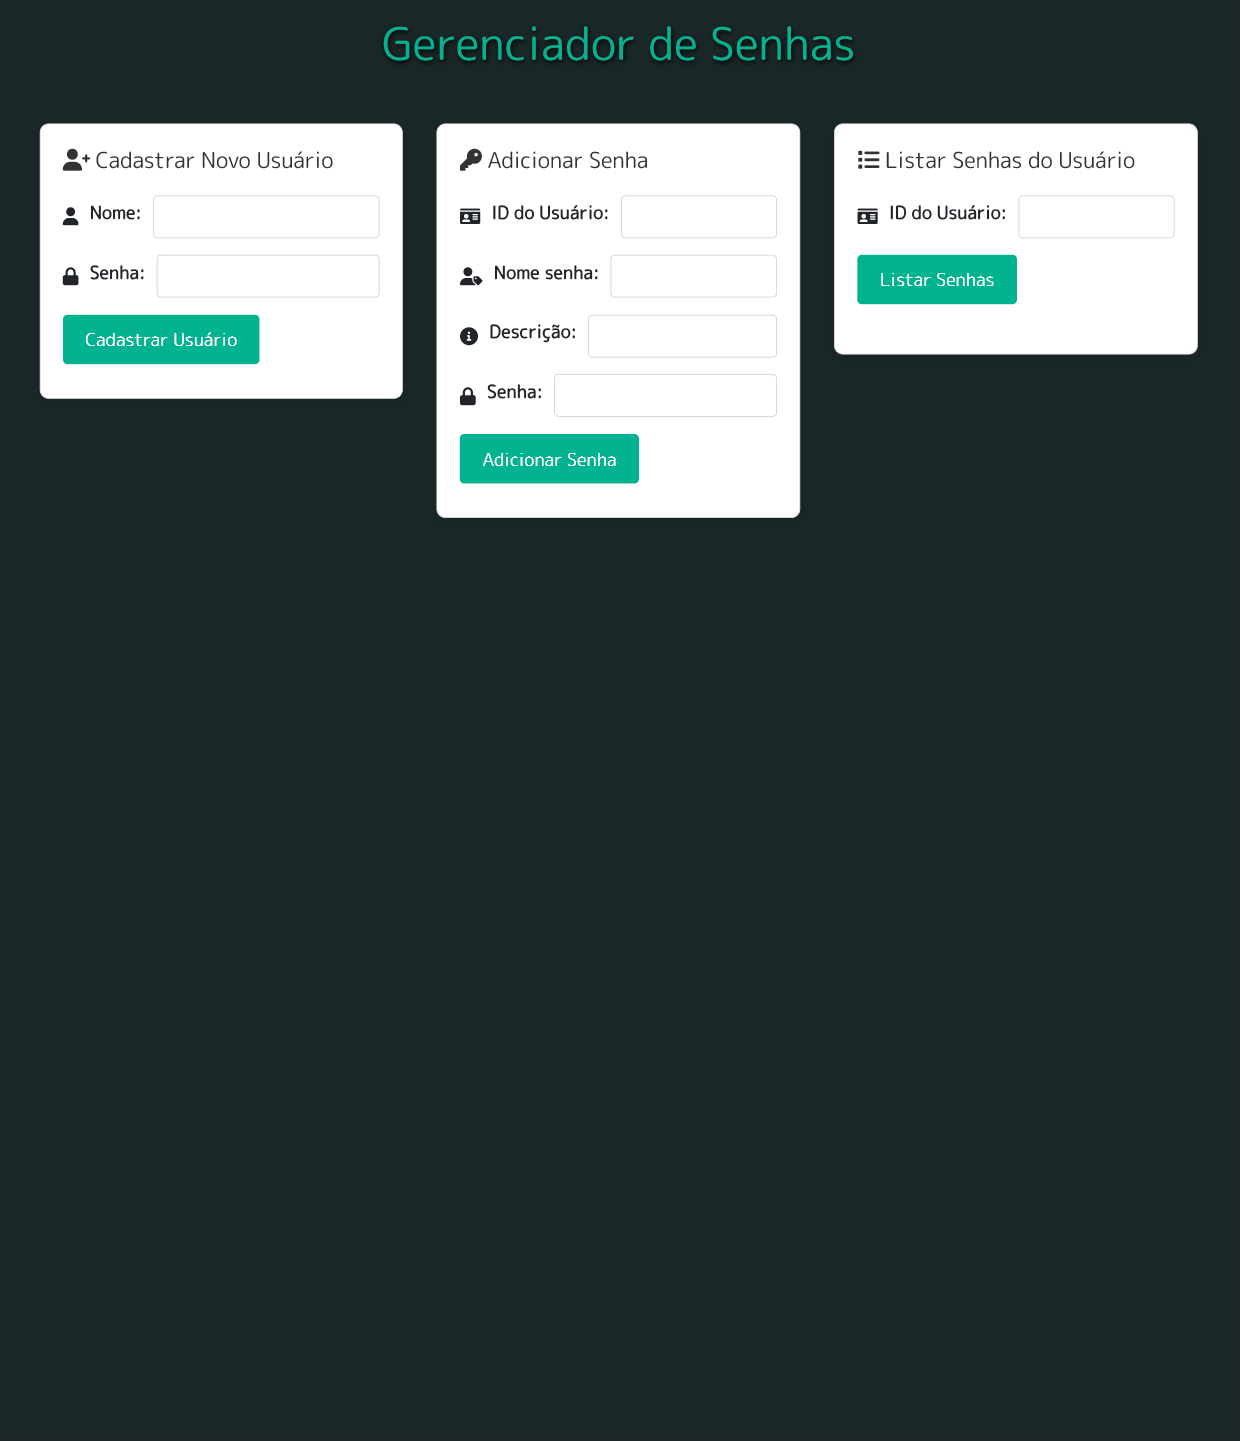 Gerenciador de Senhas
Cadastrar Novo Usuário
Nome:
Senha:
Cadastrar Usuário
Adicionar Senha
ID do Usuário:
Nome senha:
Descrição:
Senha:
Adicionar Senha
Listar Senhas do Usuário
ID do Usuário:
Listar Senhas